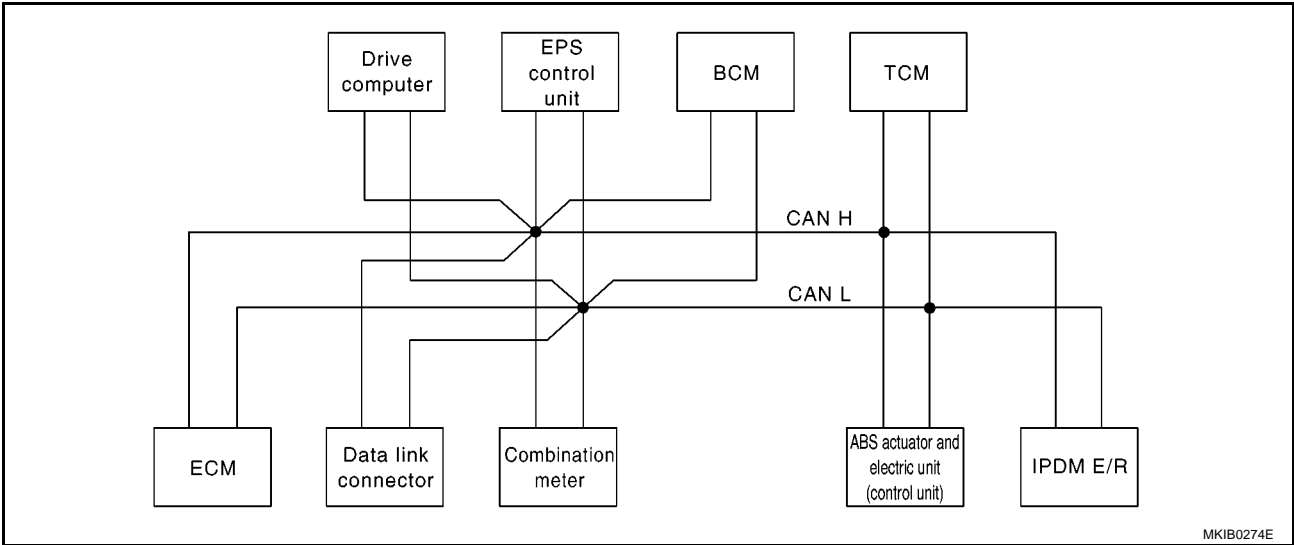 Drive
computer
EPS
control
unit
BCM
TCM
CAN H
CAN L
ECM
Data link
connector
Combination
meter
ABS actuator and
electric unit
(control unit)
IPDM E/R
MKIB0274E